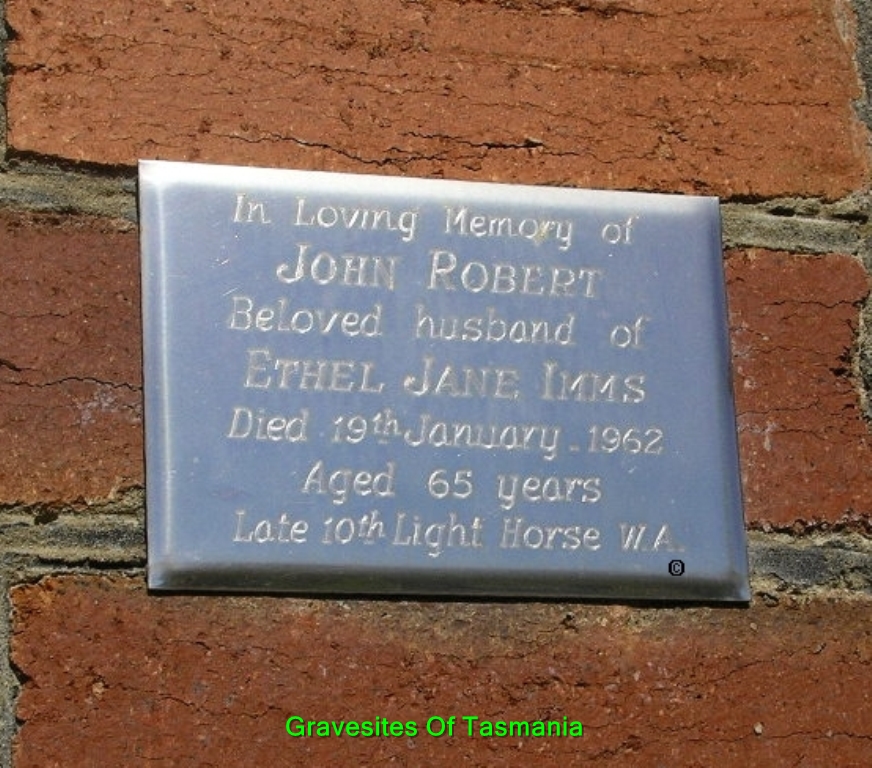 In Loving Memory of
JOHN ROBERT
Beloved husband of
ETHEL JANE IMMS
Died 19th January. 1962
Aged 65 years
Late 10th Light Horse W.A.
©
Gravesites Of Tasmania